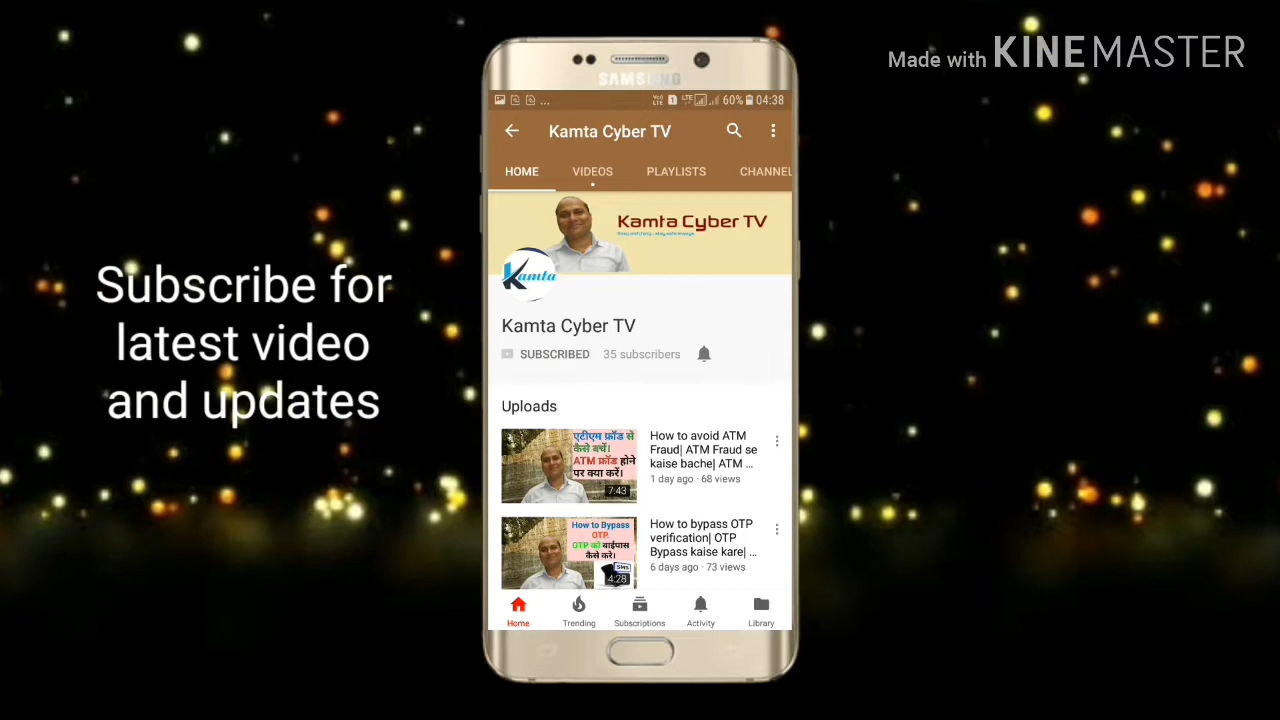 Made with KINEMASTER
SAMSUNG
60% 04:38
Kamta Cyber TV
HOME VIDEOS PLAYLISTS CHANNEL
Kamta Cyber TV
Kamta
Kamta Cyber TV
SUBSCRIBED 35 subscribers
Subscribe for
latest video
and updates
Uploads
एटीएम फ्रॉड से
कैसे बचें।
ATM फ्रॉड होने
पर क्या करें।
7:43
How to avoid ATM
Fraud| ATM Fraud se
kaise bache| ATM ...
1 day ago · 68 views
How to Bypass
OTP.
OTP को बाईपास
कैसे करे।
SMS
4:28
How to bypass OTP
verification| OTP
Bypass kaise kare| ...
6 days ago · 73 views
Home Trending Subscriptions Activity Library